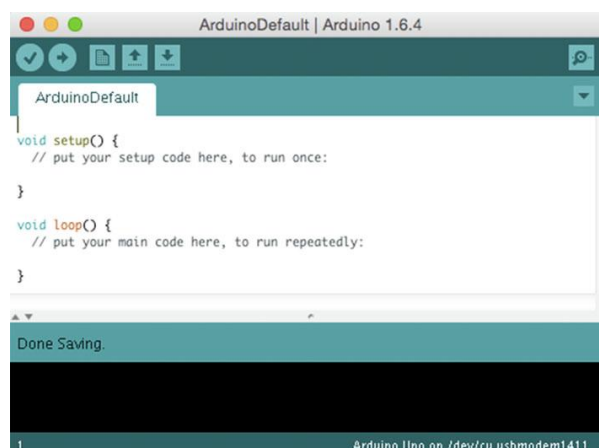 ArduinoDefault | Arduino 1.6.4
ArduinoDefault
void setup() {
// put your setup code here, to run once:
}
void loop() {
// put your main code here, to run repeatedly:
}
Done Saving.
1
Arduino Uno on /dev/cu.usbmodem1411